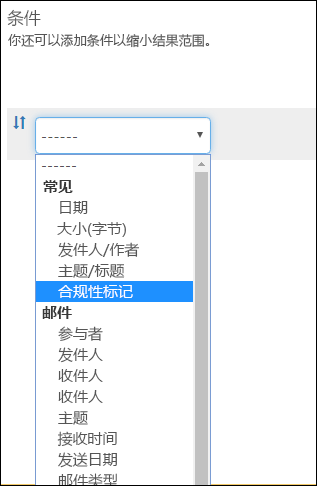 条件
你还可以添加条件以缩小结果范围。
------
------
常见
日期
大小(字节)
发件人/作者
主题/标题
合规性标记
邮件
参与者
发件人
收件人
收件人
主题
接收时间
发送日期
邮件类型